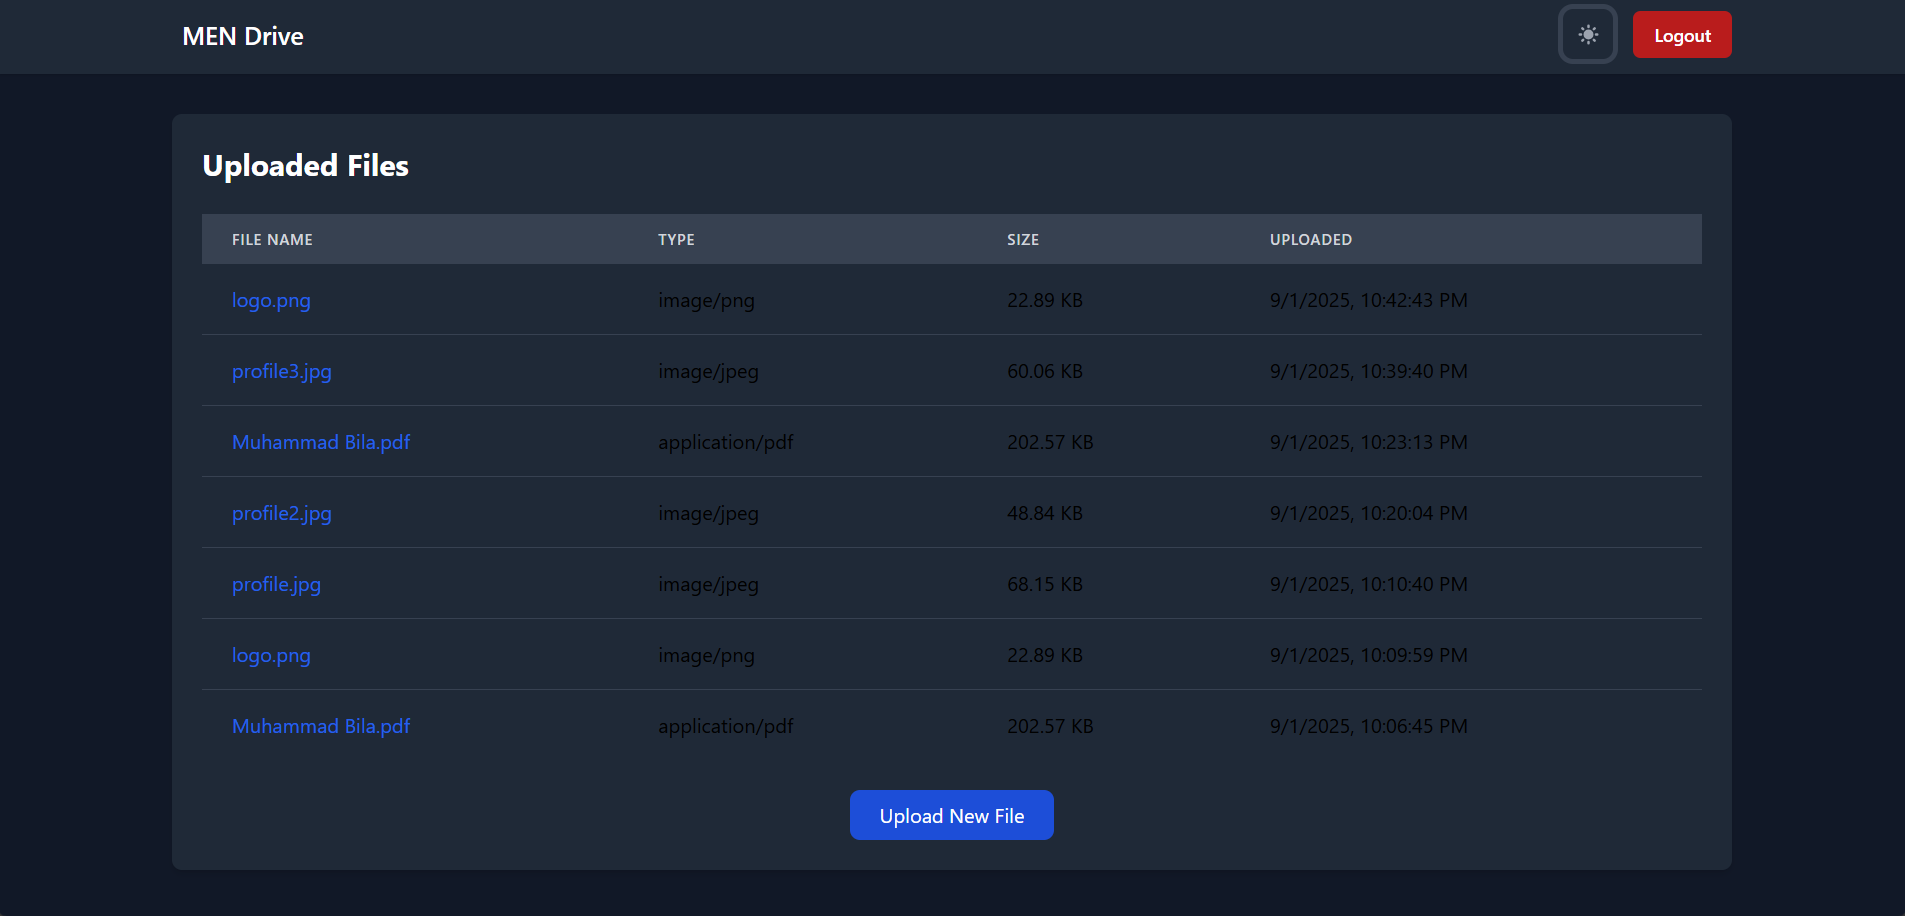 MEN Drive
Logout
Uploaded Files
FILE NAME TYPE SIZE UPLOADED
logo.png image/png 22.89 KB 9/1/2025, 10:42:43 PM
profile3.jpg image/jpeg 60.06 KB 9/1/2025, 10:39:40 PM
Muhammad Bila.pdf application/pdf 202.57 KB 9/1/2025, 10:23:13 PM
profile2.jpg image/jpeg 48.84 KB 9/1/2025, 10:20:04 PM
profile.jpg image/jpeg 68.15 KB 9/1/2025, 10:10:40 PM
logo.png image/png 22.89 KB 9/1/2025, 10:09:59 PM
Muhammad Bila.pdf application/pdf 202.57 KB 9/1/2025, 10:06:45 PM
Upload New File